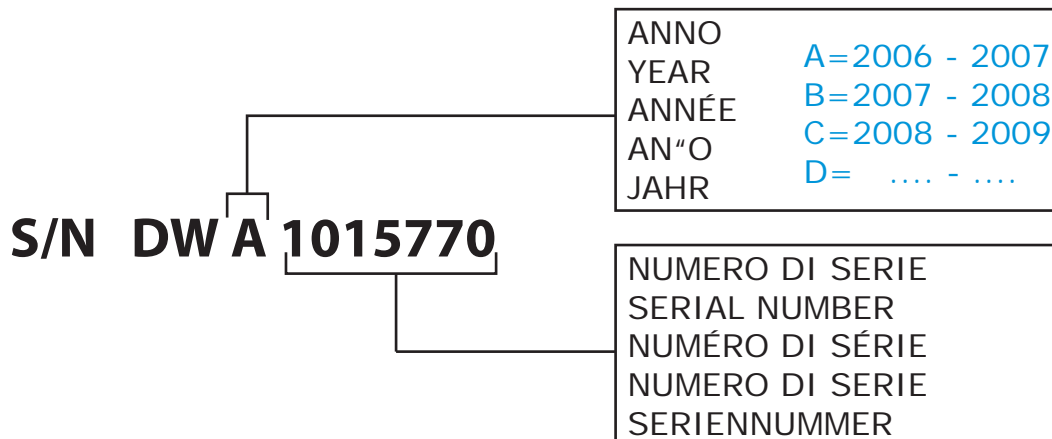 ANNO
YEAR
ANNÉE
AN“O
JAHR
A=2006 - 2007
B=2007 - 2008
C=2008 - 2009
D= .... - ....
S/N DW A 1015770
NUMERO DI SERIE
SERIAL NUMBER
NUMÉRO DI SÉRIE
NUMERO DI SERIE
SERIENNUMMER